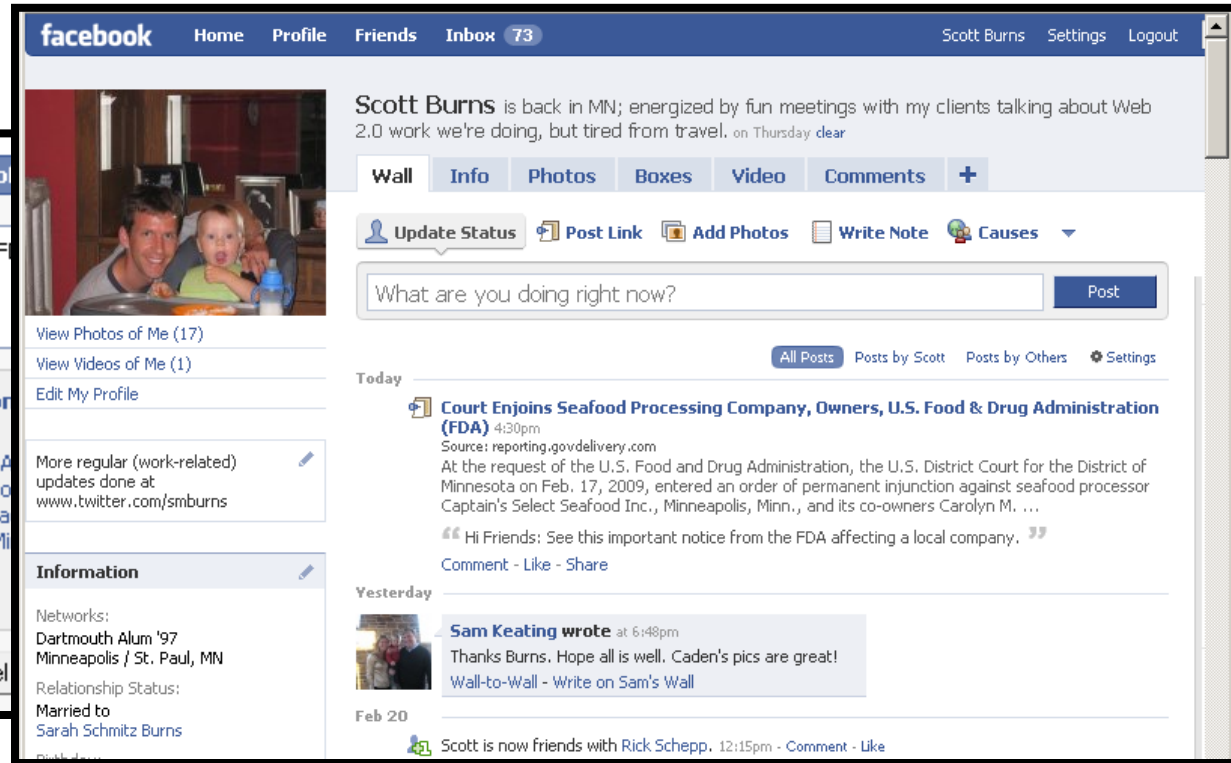 facebook Home Profile Friends Inbox 73 Scott Burns Settings Logout
Scott Burns is back in MN; energized by fun meetings with my clients talking about Web
2.0 work we're doing, but tired from travel. on Thursday clear
Wall Info Photos Boxes Video Comments +
Update Status Post Link Add Photos Write Note Causes
What are you doing right now? Post
View Photos of Me (17)
View Videos of Me (1)
Edit My Profile
More regular (work-related)
updates done at
www.twitter.com/smburns
Information
Networks:
Dartmouth Alum '97
Minneapolis / St. Paul, MN
Relationship Status:
Married to
Sarah Schmitz Burns
All Posts Posts by Scott Posts by Others Settings
Today
Court Enjoins Seafood Processing Company, Owners, U.S. Food & Drug Administration
(FDA) 4:30pm
Source: reporting.govdelivery.com
At the request of the U.S. Food and Drug Administration, the U.S. District Court for the District of
Minnesota on Feb. 17, 2009, entered an order of permanent injunction against seafood processor
Captain's Select Seafood Inc., Minneapolis, Minn., and its co-owners Carolyn M. ...
“ Hi Friends: See this important notice from the FDA affecting a local company. ”
Comment - Like - Share
Yesterday
Sam Keating wrote at 6:48pm
Thanks Burns. Hope all is well. Caden's pics are great!
Wall-to-Wall - Write on Sam's Wall
Feb 20
Scott is now friends with Rick Schepp. 12:15pm - Comment - Like